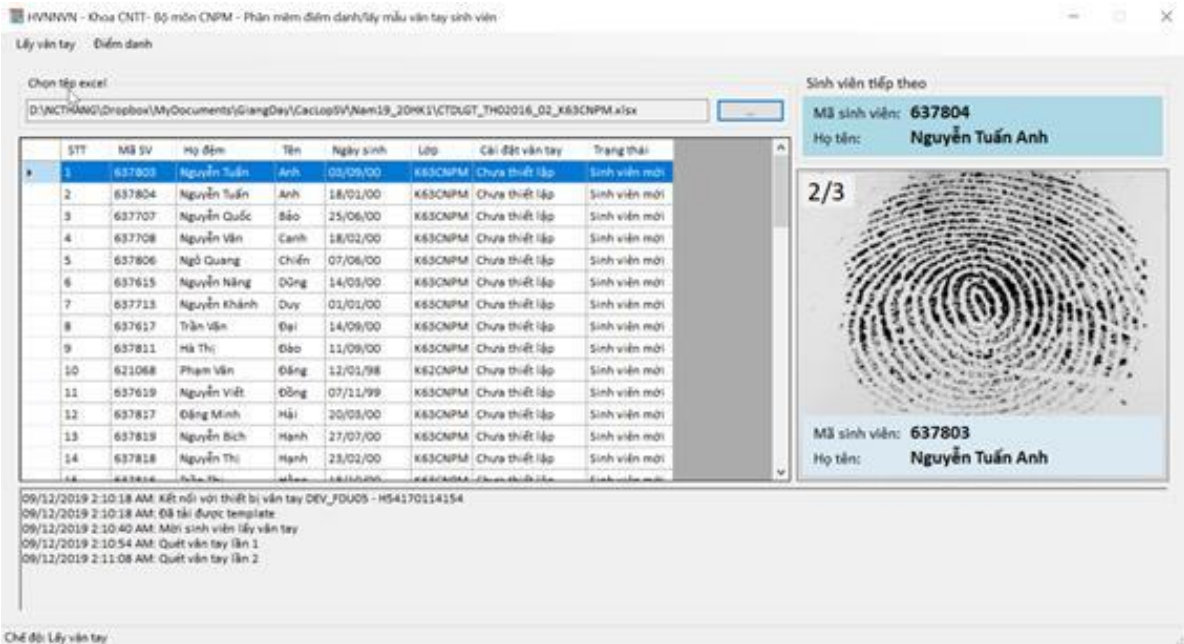 HVNNVN - Khoa CNTT- Bộ môn CNPM - Phần mềm điểm danh/lấy mẫu vân tay sinh viên
Lấy vân tay Điểm danh
Chọn tệp excel
D:\NCTHANG\Dropbox\MyDocuments\GiangDay\CacLopSV\Nam19_20HK1\CTDLGT_TH02016_02_K63CNPM.xlsx ...
STT Mã SV Họ đệm Tên Ngày sinh Lớp Cài đặt vân tay Trạng thái
1 637803 Nguyễn Tuấn Anh 03/09/00 K63CNPM Chưa thiết lập Sinh viên mới
2 637804 Nguyễn Tuấn Anh 18/01/00 K63CNPM Chưa thiết lập Sinh viên mới
3 637707 Nguyễn Quốc Bảo 25/06/00 K63CNPM Chưa thiết lập Sinh viên mới
4 637708 Nguyễn Văn Canh 18/02/00 K63CNPM Chưa thiết lập Sinh viên mới
5 637806 Ngô Quang Chiến 07/06/00 K63CNPM Chưa thiết lập Sinh viên mới
6 637615 Nguyễn Năng Dũng 14/05/00 K63CNPM Chưa thiết lập Sinh viên mới
7 637713 Nguyễn Khánh Duy 01/01/00 K63CNPM Chưa thiết lập Sinh viên mới
8 637617 Trần Văn Đại 14/09/00 K63CNPM Chưa thiết lập Sinh viên mới
9 637811 Hà Thị Đào 11/09/00 K63CNPM Chưa thiết lập Sinh viên mới
10 621068 Phạm Văn Đăng 12/01/98 K62CNPM Chưa thiết lập Sinh viên mới
11 637619 Nguyễn Viết Đồng 07/11/99 K63CNPM Chưa thiết lập Sinh viên mới
12 637817 Đặng Minh Hải 20/03/00 K63CNPM Chưa thiết lập Sinh viên mới
13 637819 Nguyễn Bích Hạnh 27/07/00 K63CNPM Chưa thiết lập Sinh viên mới
14 637818 Nguyễn Thị Hạnh 23/02/00 K63CNPM Chưa thiết lập Sinh viên mới
Sinh viên tiếp theo
Mã sinh viên: 637804
Họ tên: Nguyễn Tuấn Anh
2/3
Mã sinh viên: 637803
Họ tên: Nguyễn Tuấn Anh
09/12/2019 2:10:18 AM: Kết nối với thiết bị vân tay DEV_FDU05 - H54170114154
09/12/2019 2:10:18 AM: Đã tải được template
09/12/2019 2:10:40 AM: Mời sinh viên lấy vân tay
09/12/2019 2:10:54 AM: Quét vân tay lần 1
09/12/2019 2:11:08 AM: Quét vân tay lần 2
Chế độ: Lấy vân tay